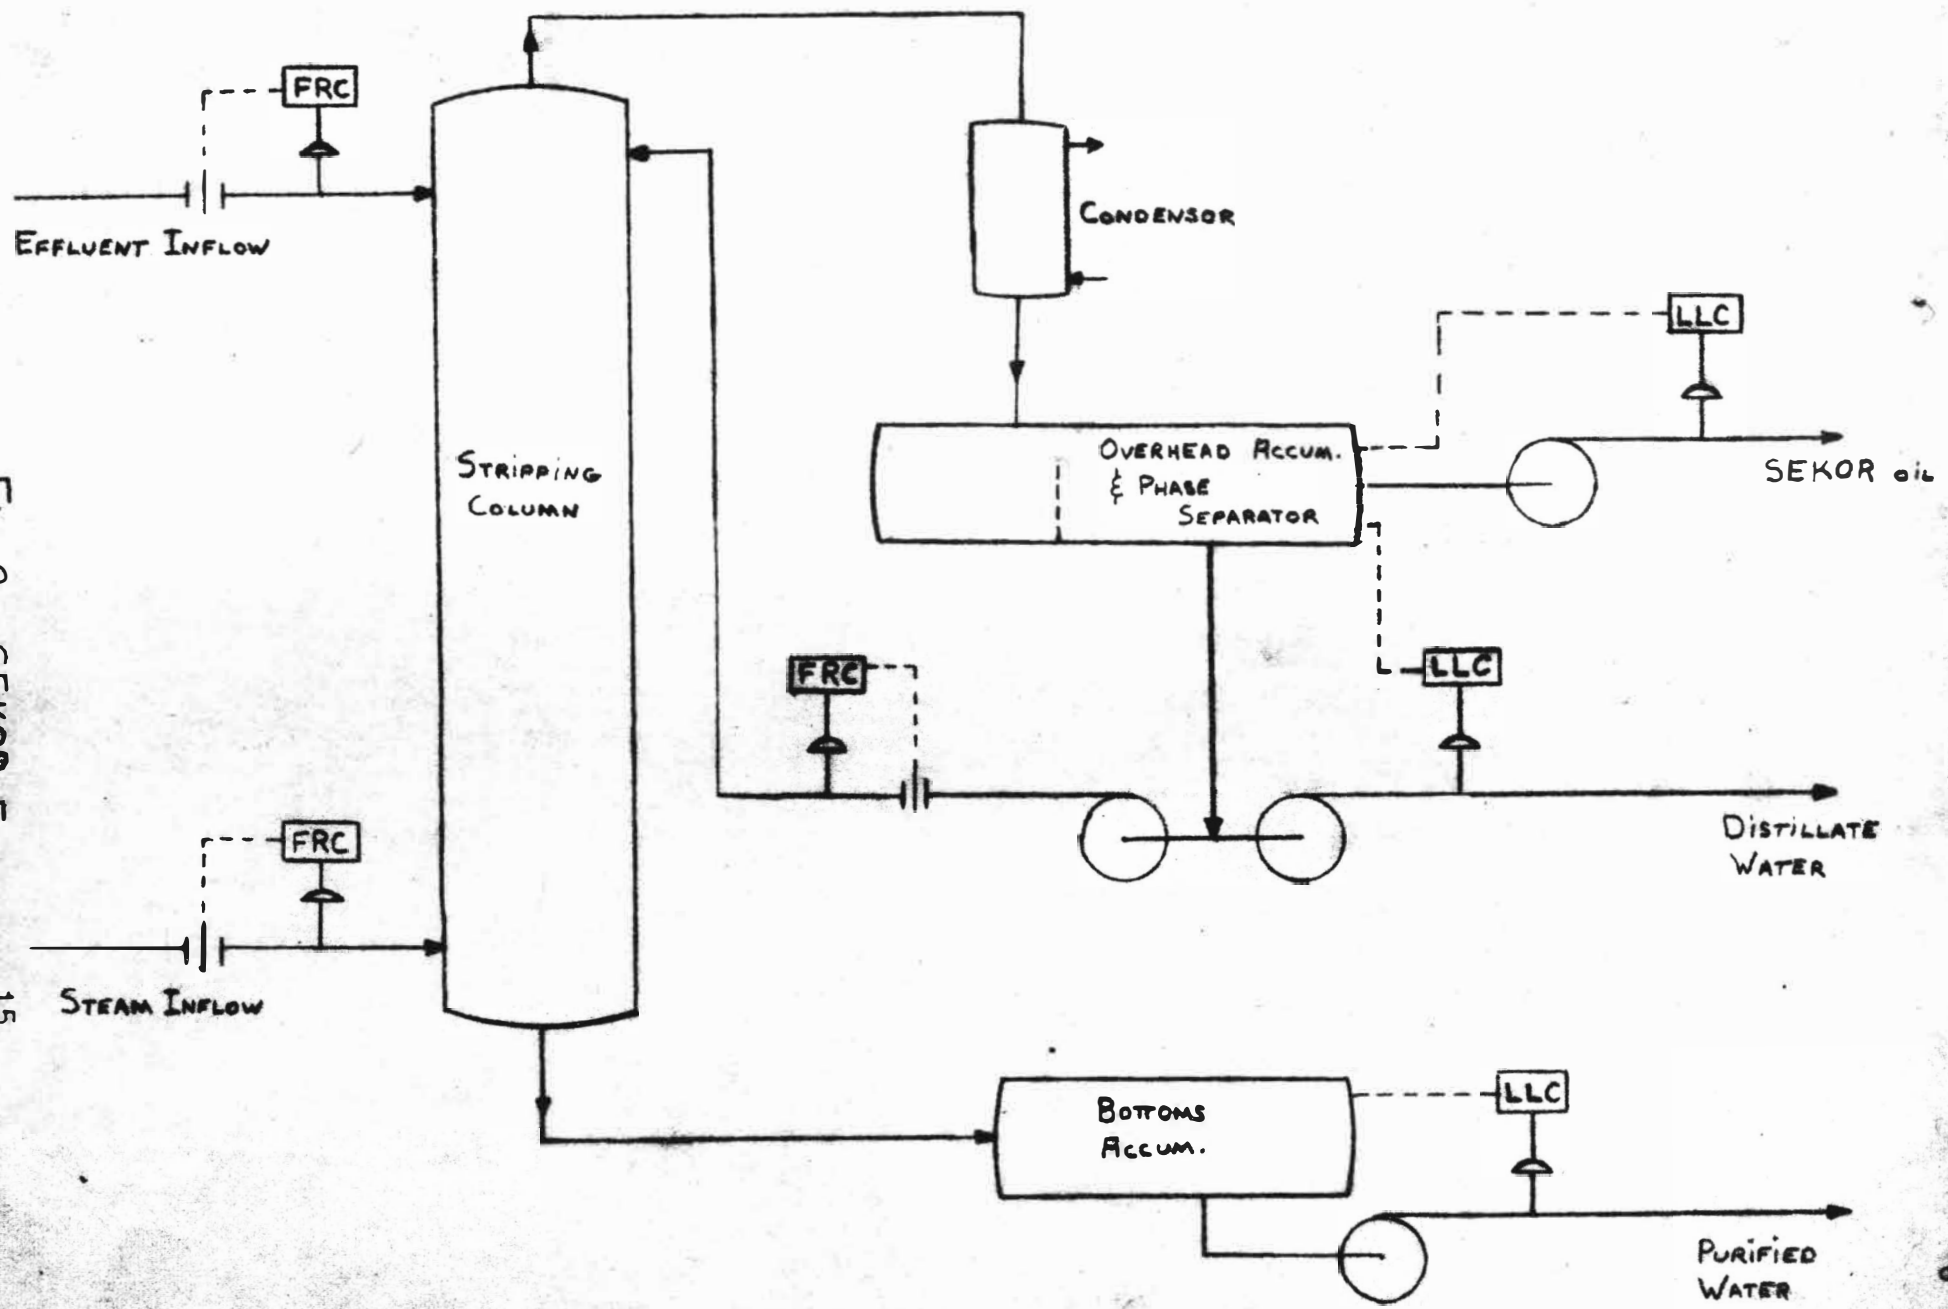 FRC
EFFLUENT INFLOW
CONDENSOR
LLC
STRIPPING
COLUMN
OVERHEAD ACCUM.
& PHASE
SEPARATOR
SEKOR OIL
FRC
LLC
DISTILLATE
WATER
FRC
STEAM INFLOW
BOTTOMS
ACCUM.
LLC
PURIFIED
WATER
15